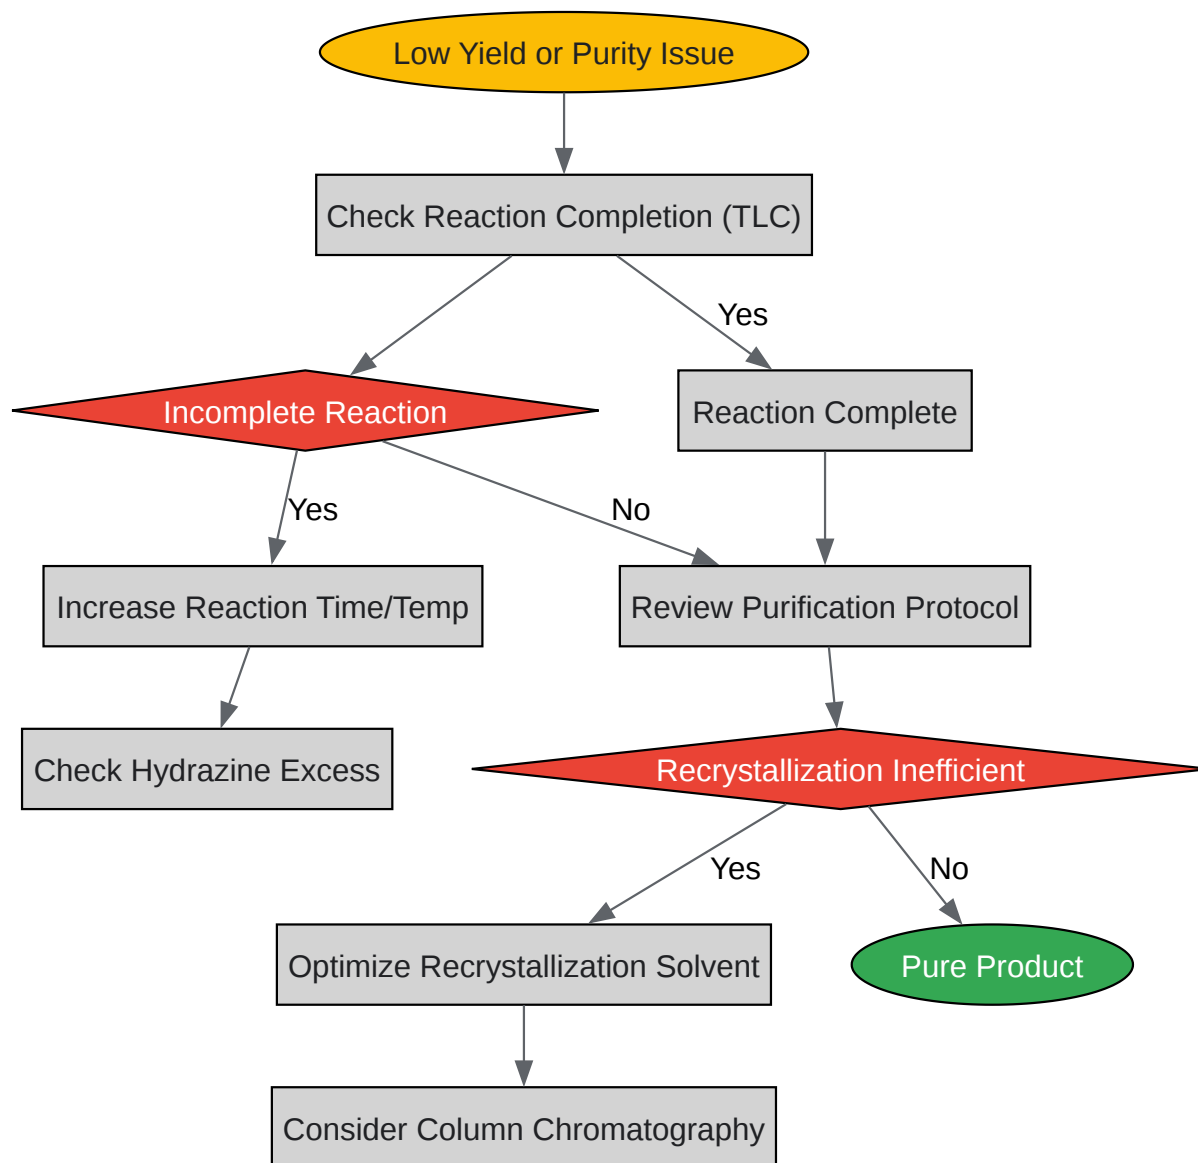 Low Yield or Purity Issue
Check Reaction Completion (TLC)
Yes
Incomplete Reaction
Reaction Complete
Yes
No
Increase Reaction Time/Temp
Review Purification Protocol
Check Hydrazine Excess
Recrystallization Inefficient
Yes
No
Optimize Recrystallization Solvent
Pure Product
Consider Column Chromatography